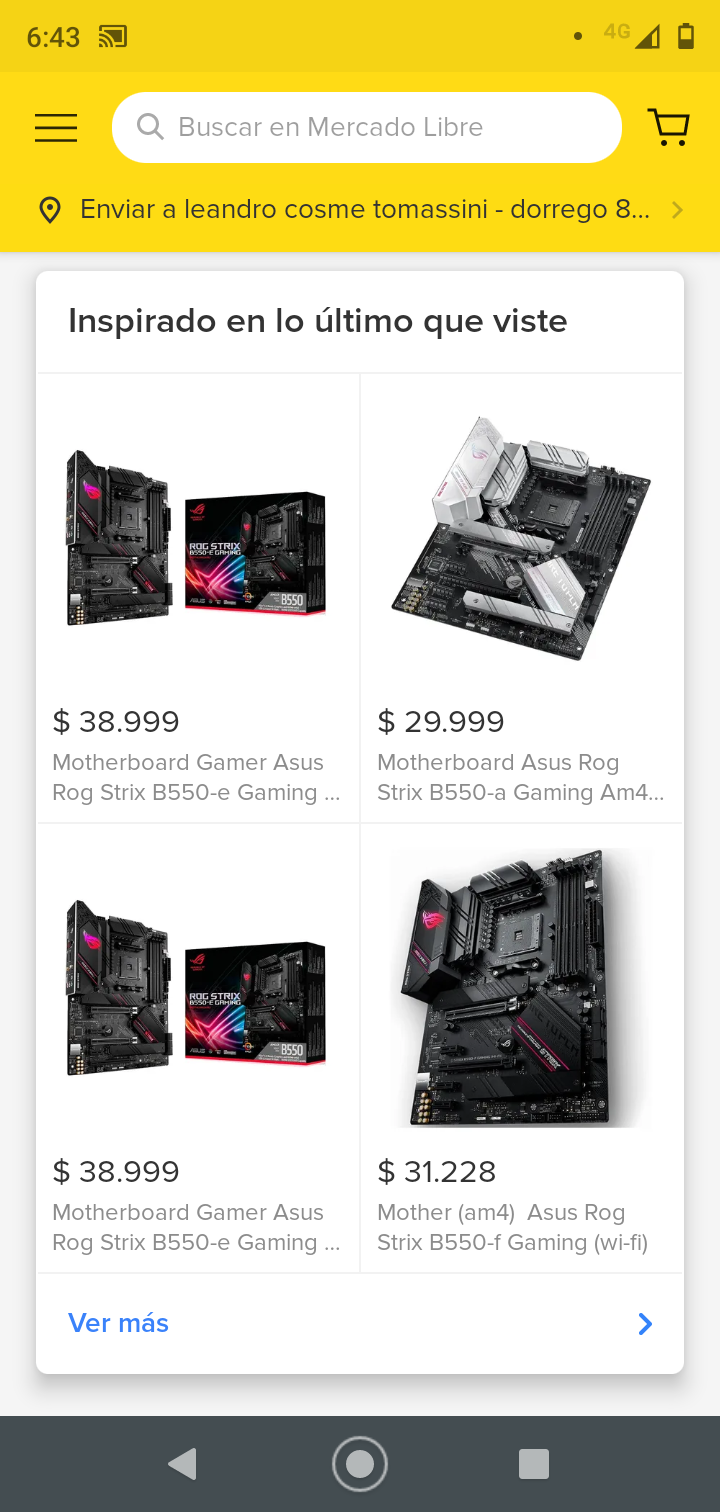 6:43
4G
Buscar en Mercado Libre
Enviar a leandro cosme tomassini - dorrego 8...
Inspirado en lo último que viste
ROG STRIX
B550-E GAMING
B550
$ 38.999
Motherboard Gamer Asus
Rog Strix B550-e Gaming ...
$ 29.999
Motherboard Asus Rog
Strix B550-a Gaming Am4...
ROG STRIX
B550-E GAMING
B550
$ 38.999
Motherboard Gamer Asus
Rog Strix B550-e Gaming ...
$ 31.228
Mother (am4)  Asus Rog
Strix B550-f Gaming (wi-fi)
Ver más